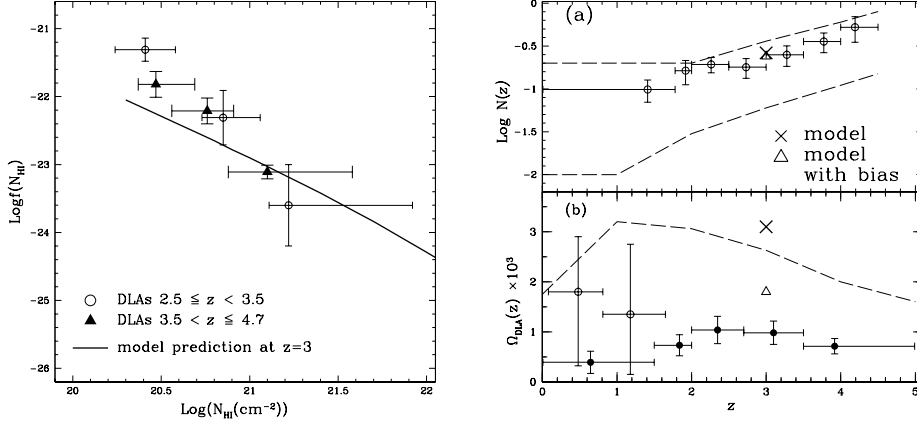 -21
-22
-23
-24
-25
-26
Logf(N_HI)
○ DLAs 2.5 ≦ z < 3.5
▲ DLAs 3.5 < z ≦ 4.7
model prediction at z=3
20 20.5 21 21.5 22
Log(N_HI(cm⁻²))
(a)
-0
-0.5
-1
-1.5
-2
Log N(z)
× model
△ model
with bias
(b)
3
2
1
0
Ω_DLA(z) ×10³
0 1 2 3 4 5
z